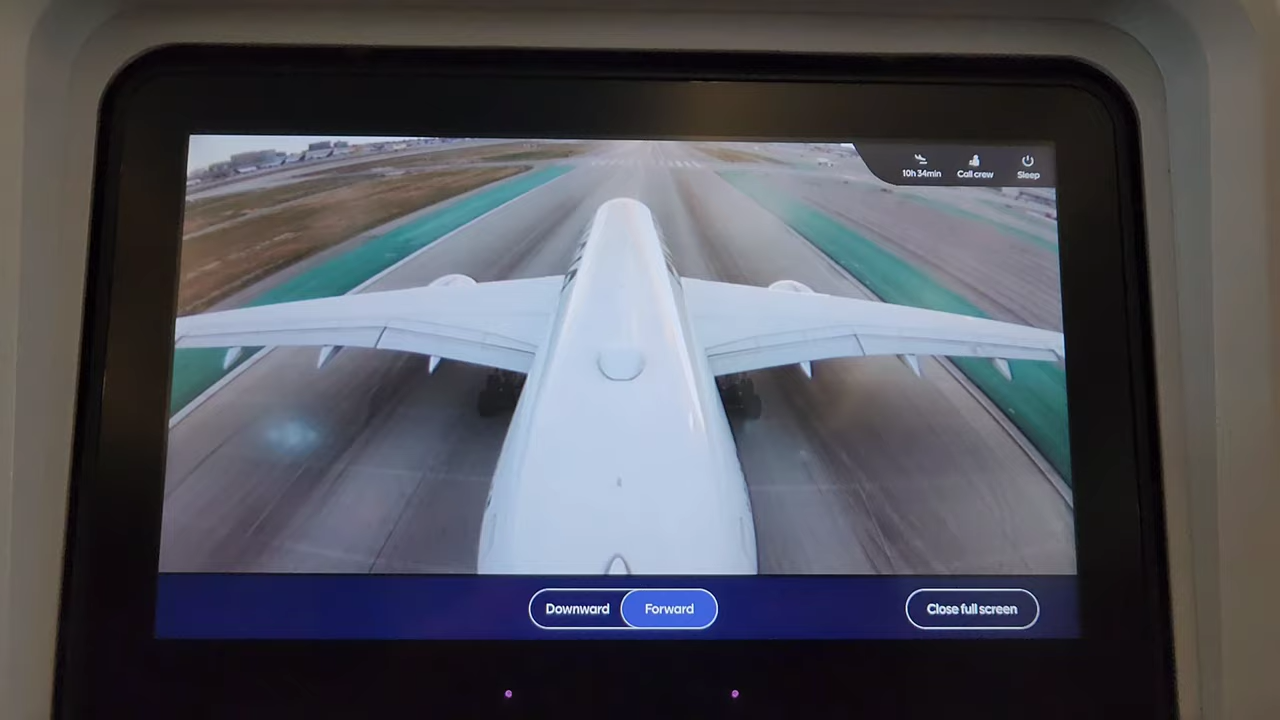 10h 34min
Call crew
Sleep
Downward
Forward
Close full screen